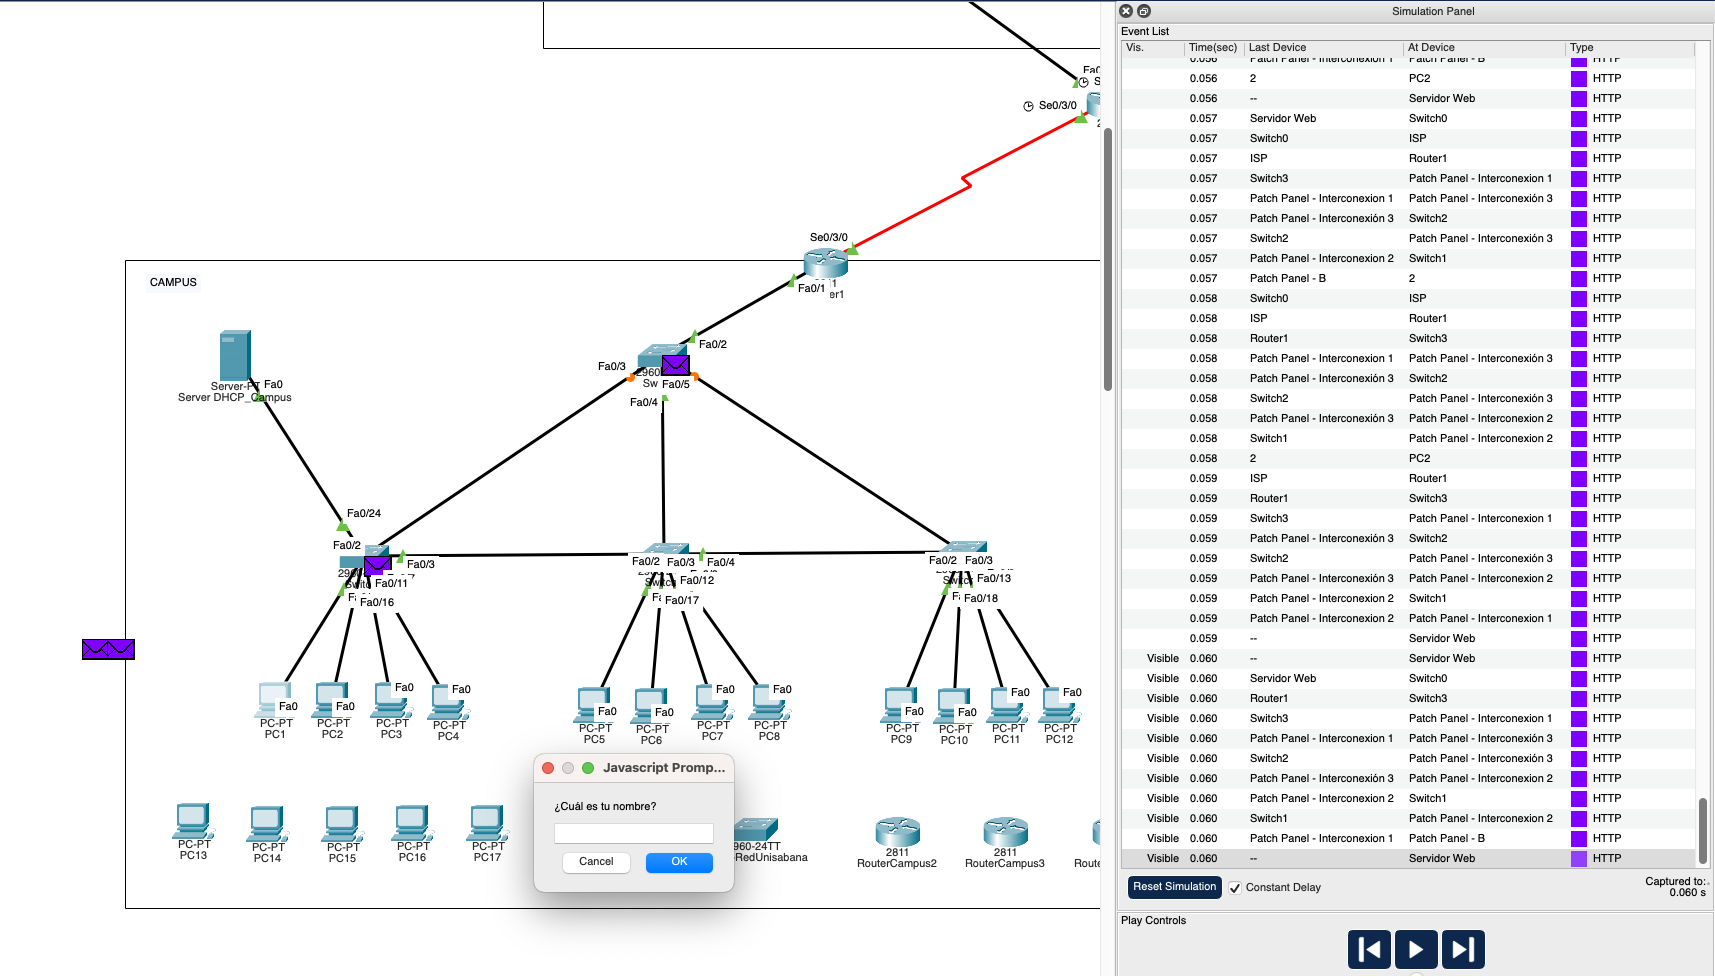 Simulation Panel
Event List
Vis. Time(sec) Last Device At Device Type
0.056 Patch Panel - Interconexión 1 Patch Panel - B HTTP
0.056 2 PC2 HTTP
0.056 -- Servidor Web HTTP
0.057 Servidor Web Switch0 HTTP
0.057 Switch0 ISP HTTP
0.057 ISP Router1 HTTP
0.057 Switch3 Patch Panel - Interconexion 1 HTTP
0.057 Patch Panel - Interconexion 1 Patch Panel - Interconexión 3 HTTP
0.057 Patch Panel - Interconexión 3 Switch2 HTTP
0.057 Switch2 Patch Panel - Interconexión 3 HTTP
0.057 Patch Panel - Interconexion 2 Switch1 HTTP
0.057 Patch Panel - B 2 HTTP
0.058 Switch0 ISP HTTP
0.058 ISP Router1 HTTP
0.058 Router1 Switch3 HTTP
0.058 Patch Panel - Interconexion 1 Patch Panel - Interconexión 3 HTTP
0.058 Patch Panel - Interconexión 3 Switch2 HTTP
0.058 Switch2 Patch Panel - Interconexión 3 HTTP
0.058 Patch Panel - Interconexión 3 Patch Panel - Interconexion 2 HTTP
0.058 Switch1 Patch Panel - Interconexion 2 HTTP
0.058 2 PC2 HTTP
0.059 ISP Router1 HTTP
0.059 Router1 Switch3 HTTP
0.059 Switch3 Patch Panel - Interconexion 1 HTTP
0.059 Patch Panel - Interconexión 3 Switch2 HTTP
0.059 Switch2 Patch Panel - Interconexión 3 HTTP
0.059 Patch Panel - Interconexión 3 Patch Panel - Interconexion 2 HTTP
0.059 Patch Panel - Interconexion 2 Switch1 HTTP
0.059 Patch Panel - Interconexion 2 Patch Panel - Interconexion 1 HTTP
0.059 -- Servidor Web HTTP
Visible 0.060 -- Servidor Web HTTP
Visible 0.060 Servidor Web Switch0 HTTP
Visible 0.060 Router1 Switch3 HTTP
Visible 0.060 Switch3 Patch Panel - Interconexion 1 HTTP
Visible 0.060 Patch Panel - Interconexion 1 Patch Panel - Interconexión 3 HTTP
Visible 0.060 Switch2 Patch Panel - Interconexión 3 HTTP
Visible 0.060 Patch Panel - Interconexión 3 Patch Panel - Interconexion 2 HTTP
Visible 0.060 Patch Panel - Interconexion 2 Switch1 HTTP
Visible 0.060 Switch1 Patch Panel - Interconexion 2 HTTP
Visible 0.060 Patch Panel - Interconexion 1 Patch Panel - B HTTP
Visible 0.060 -- Servidor Web HTTP
Reset Simulation Constant Delay
Captured to:
0.060 s
Play Controls
Se0/3/0
Se0/3/0
Fa0/1
CAMPUS
Fa0/2
Fa0/3
Fa0/5
Fa0/4
Fa0
Server DHCP_Campus
Fa0/24
Fa0/2
Fa0/3
Fa0/11
Fa0/16
Fa0/2 Fa0/3 Fa0/4
Fa0/12
Fa0/17
Fa0/2 Fa0/3
Fa0/13
Fa0/18
Fa0 Fa0 Fa0 Fa0
PC-PT PC-PT PC-PT PC-PT
PC1 PC2 PC3 PC4
Fa0 Fa0 Fa0 Fa0
PC-PT PC-PT PC-PT PC-PT
PC5 PC6 PC7 PC8
Fa0 Fa0 Fa0 Fa0
PC-PT PC-PT PC-PT PC-PT
PC9 PC10 PC11 PC12
Javascript Promp...
¿Cuál es tu nombre?
Cancel OK
PC-PT PC-PT PC-PT PC-PT PC-PT
PC13 PC14 PC15 PC16 PC17
960-24TT
RedUnisabana
2811
RouterCampus2
2811
RouterCampus3